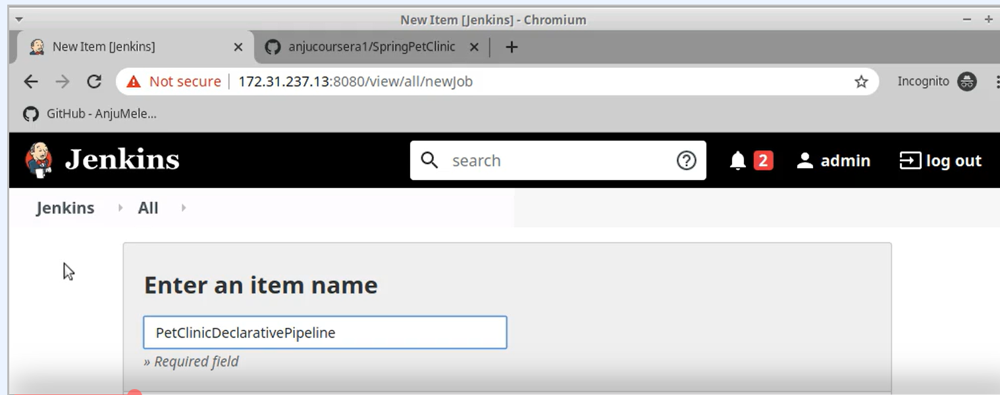 New Item [Jenkins] - Chromium
New Item [Jenkins]
anjucoursera1/SpringPetClinic
Not secure
172.31.237.13:8080/view/all/newJob
Incognito
GitHub - AnjuMele...
Jenkins
search
2
admin
log out
Jenkins
All
Enter an item name
PetClinicDeclarativePipeline
» Required field